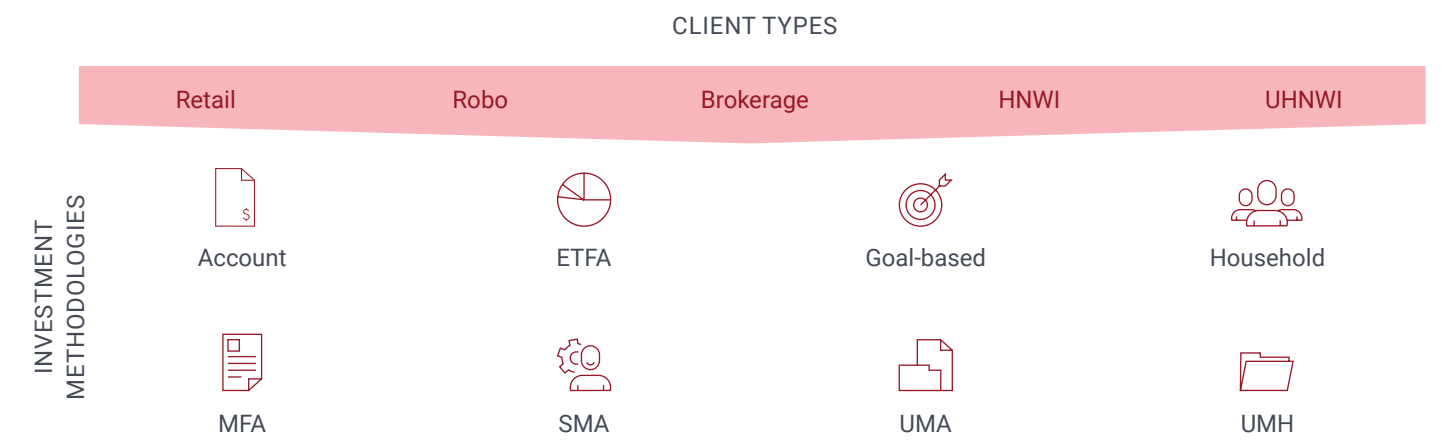 CLIENT TYPES
Retail Robo Brokerage HNWI UHNWI
INVESTMENT
METHODOLOGIES
$
Account ETFA Goal-based Household
MFA SMA UMA UMH